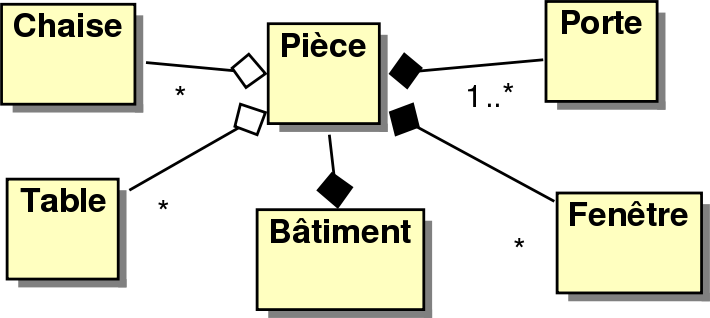 Chaise
Pièce
Porte
*
1..*
Table
*
Bâtiment
Fenêtre
*